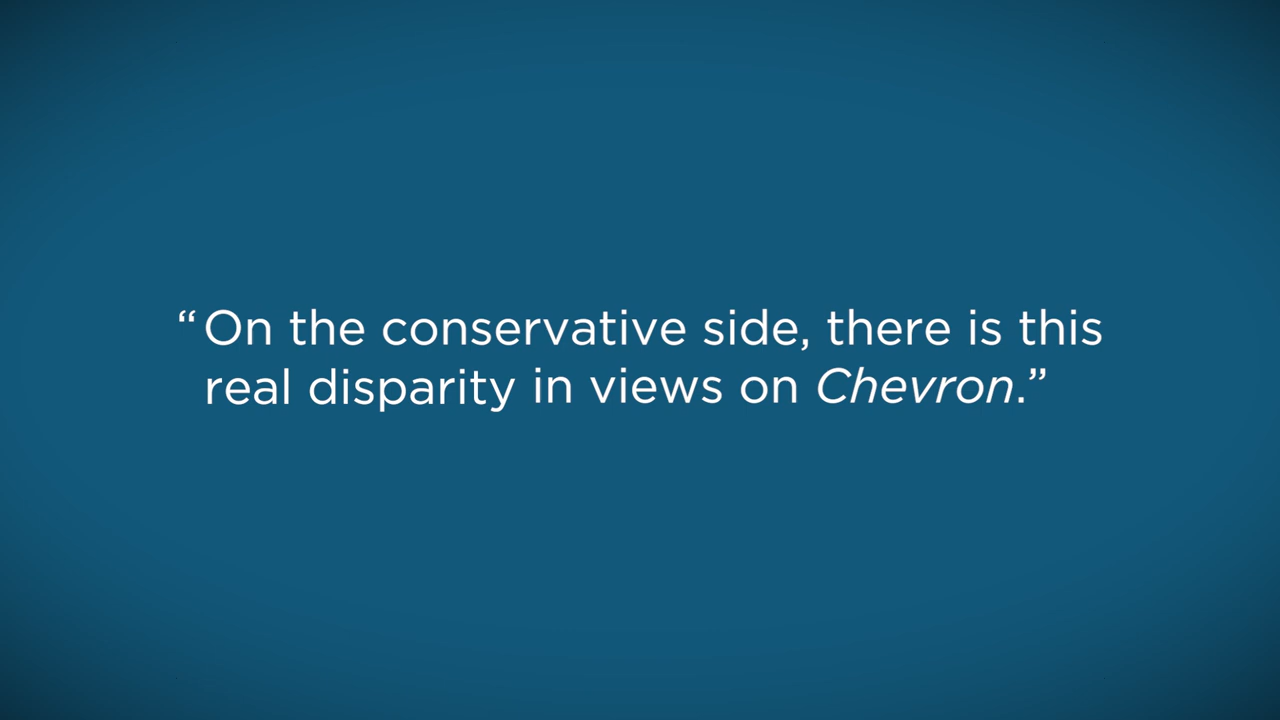 “On the conservative side, there is this
real disparity in views on Chevron.”